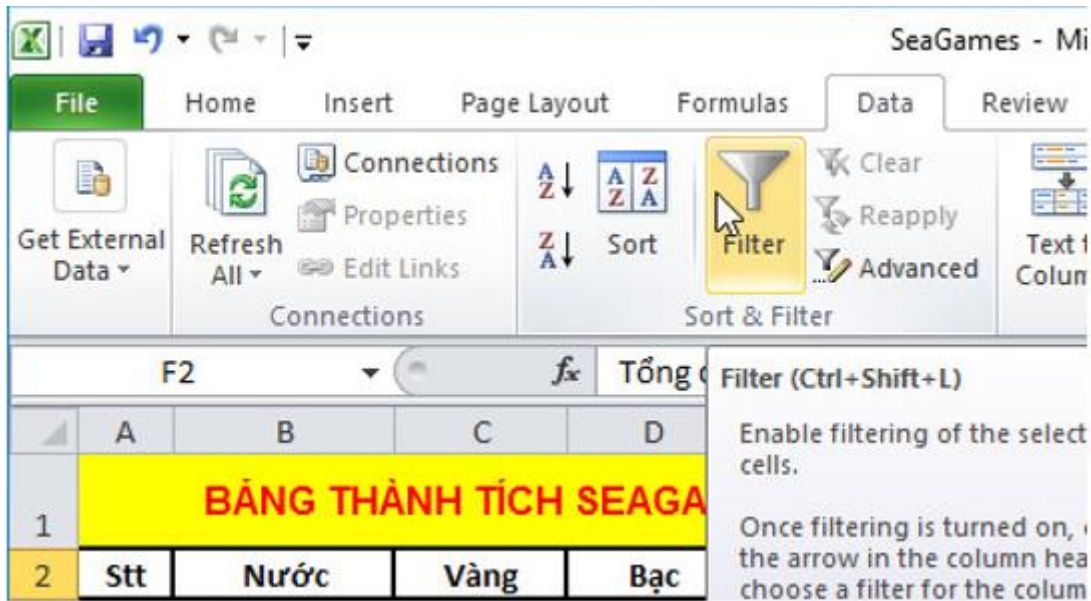 SeaGames - Mi
File Home Insert Page Layout Formulas Data Review
Get External Data
Refresh All
Connections
Properties
Edit Links
Connections
A Z
Z A
A Z Z A
Sort
Filter
Clear
Reapply
Advanced
Sort & Filter
Text
Colum
F2
fx
Tổng
Filter (Ctrl+Shift+L)
Enable filtering of the select
cells.
Once filtering is turned on,
the arrow in the column hea
choose a filter for the colum
A B C D
1 BẢNG THÀNH TÍCH SEAGA
2 Stt Nước Vàng Bạc